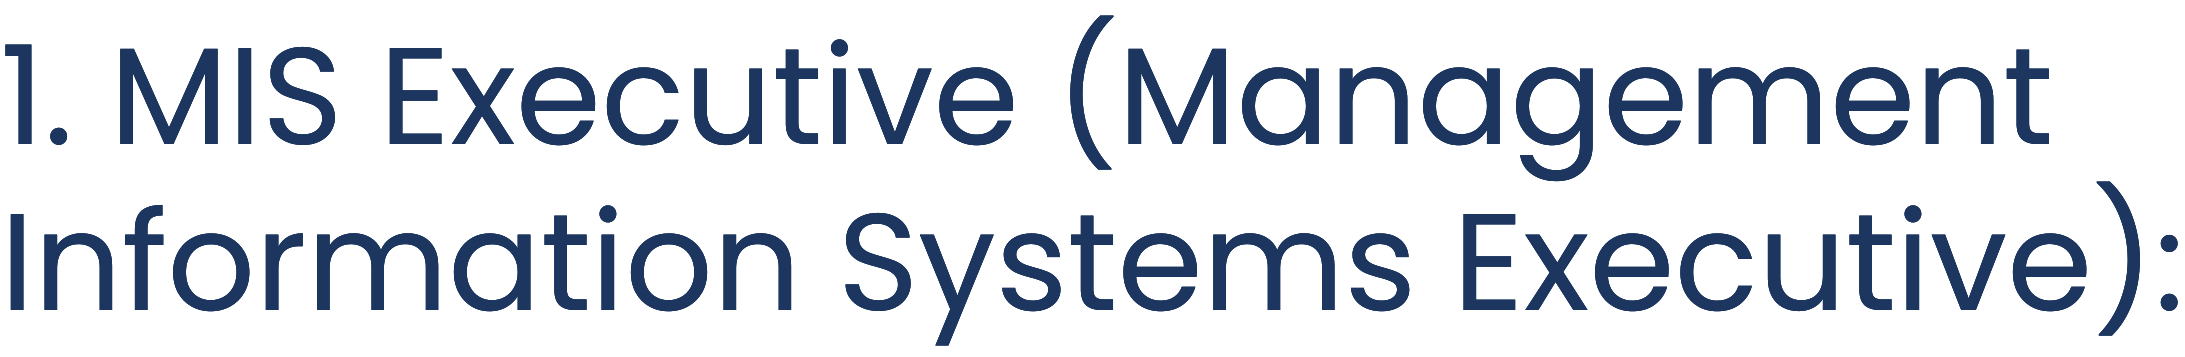 1. MIS Executive (Management
Information Systems Executive):